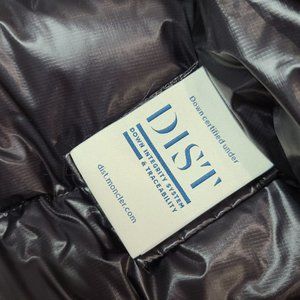 Down certified under
DIST
DOWN INTEGRITY SYSTEM
& TRACEABILITY
dist.moncler.com